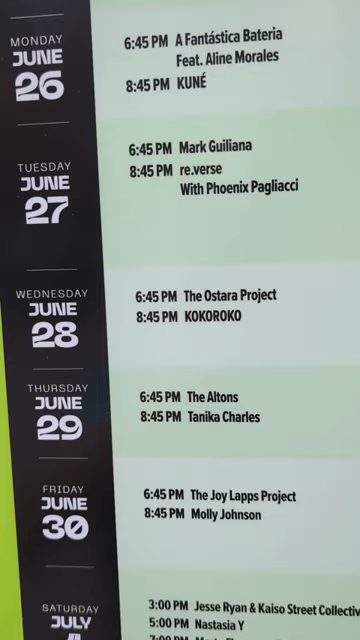 MONDAY
JUNE
26
6:45 PM A Fantástica Bateria
Feat. Aline Morales
8:45 PM KUNÉ
TUESDAY
JUNE
27
6:45 PM Mark Guiliana
8:45 PM re.verse
With Phoenix Pagliacci
WEDNESDAY
JUNE
28
6:45 PM The Ostara Project
8:45 PM KOKOROKO
THURSDAY
JUNE
29
6:45 PM The Altons
8:45 PM Tanika Charles
FRIDAY
JUNE
30
6:45 PM The Joy Lapps Project
8:45 PM Molly Johnson
SATURDAY
JULY
3:00 PM Jesse Ryan & Kaiso Street Collectiv
5:00 PM Nastasia Y